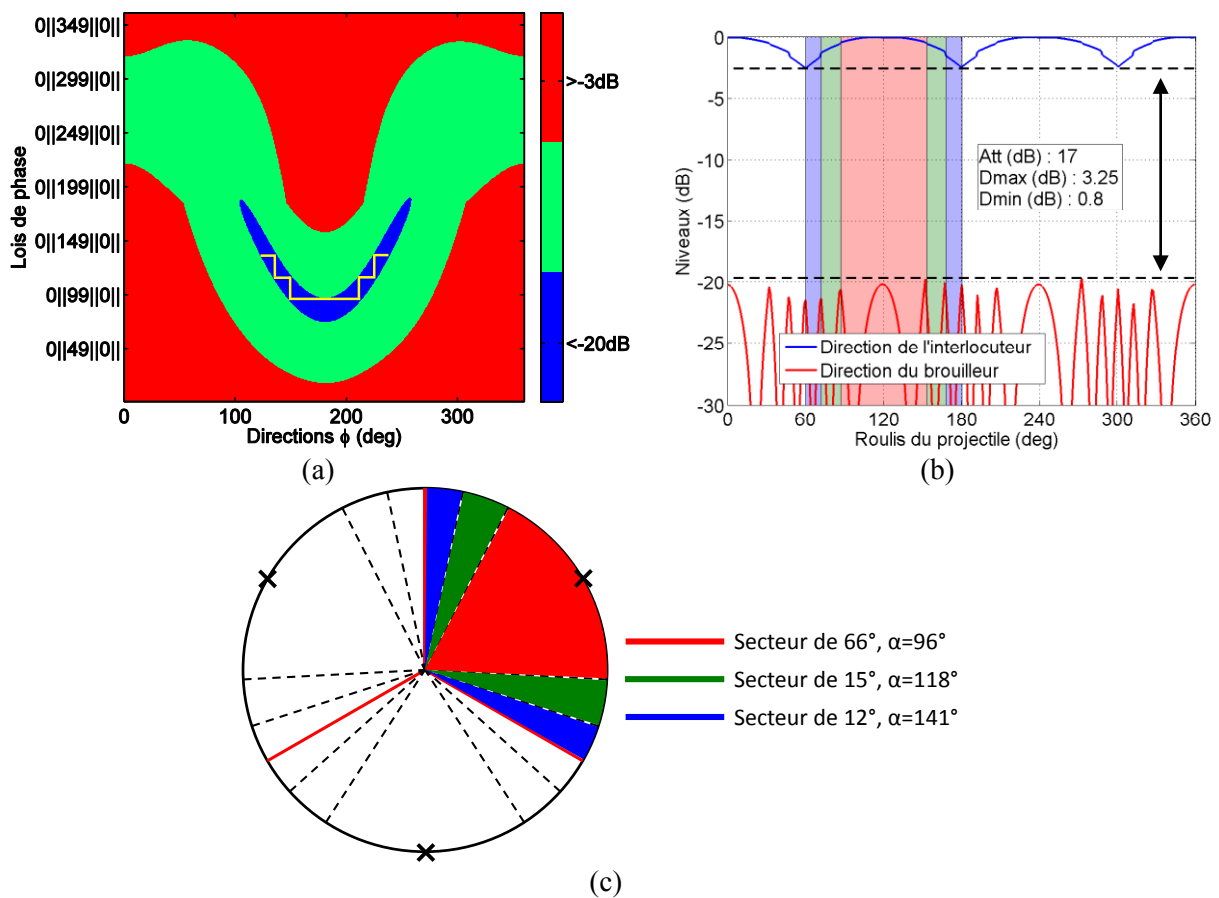 0||349||0||
0||299||0||
0||249||0||
0||199||0||
0||149||0||
0||99||0||
0||49||0||
Lois de phase
0
100
200
300
Directions ϕ (deg)
>-3dB
<-20dB
(a)
0
-5
-10
-15
-20
-25
-30
Niveaux (dB)
Att (dB) : 17
Dmax (dB) : 3.25
Dmin (dB) : 0.8
Direction de l'interlocuteur
Direction du brouilleur
0
60
120
180
240
300
360
Roulis du projectile (deg)
(b)
Secteur de 66°, α=96°
Secteur de 15°, α=118°
Secteur de 12°, α=141°
(c)